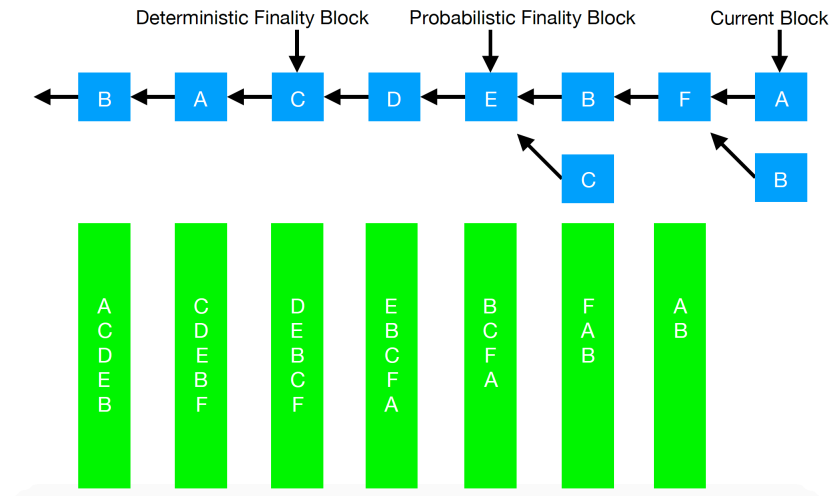 Deterministic Finality Block Probabilistic Finality Block Current Block
B A C D E B F A
C B
A C D E B F A
C D E B C A B
D E B C F B
E B C F A
B F F A